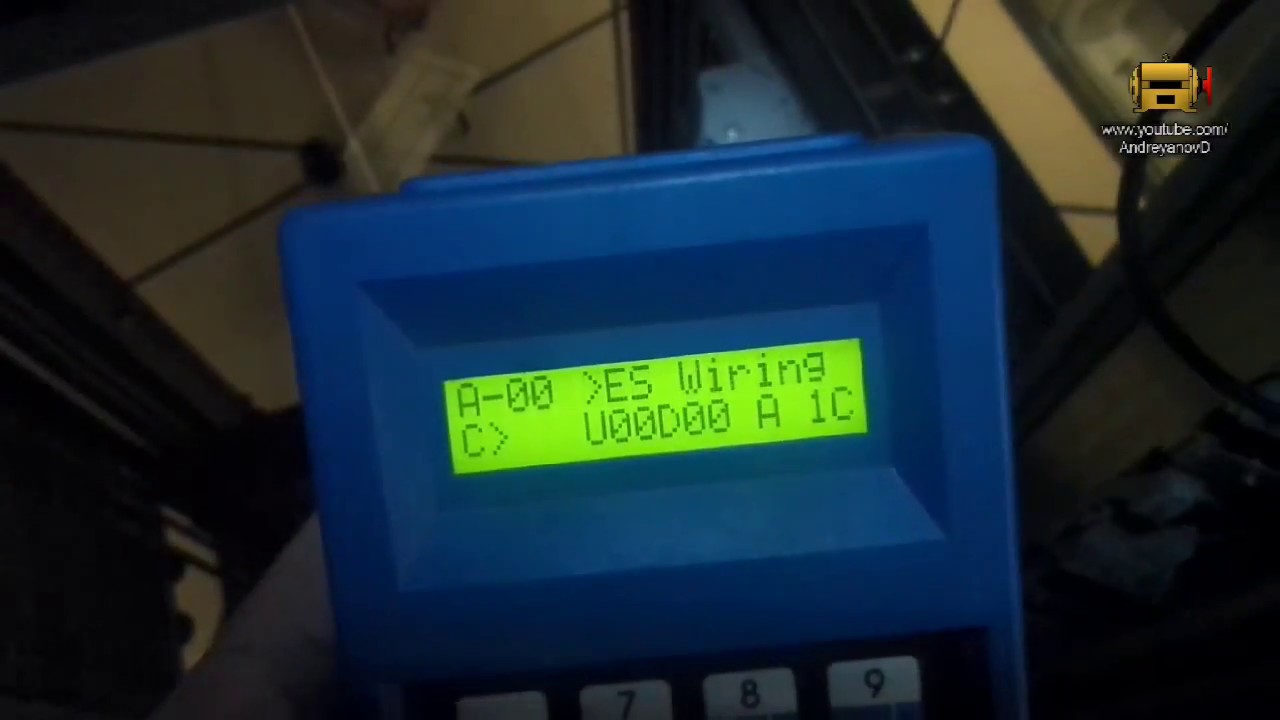 www.youtube.com/
AndreyanovD
A-00 >ES Wiring
C> U00D00 A 1C
7
8
9